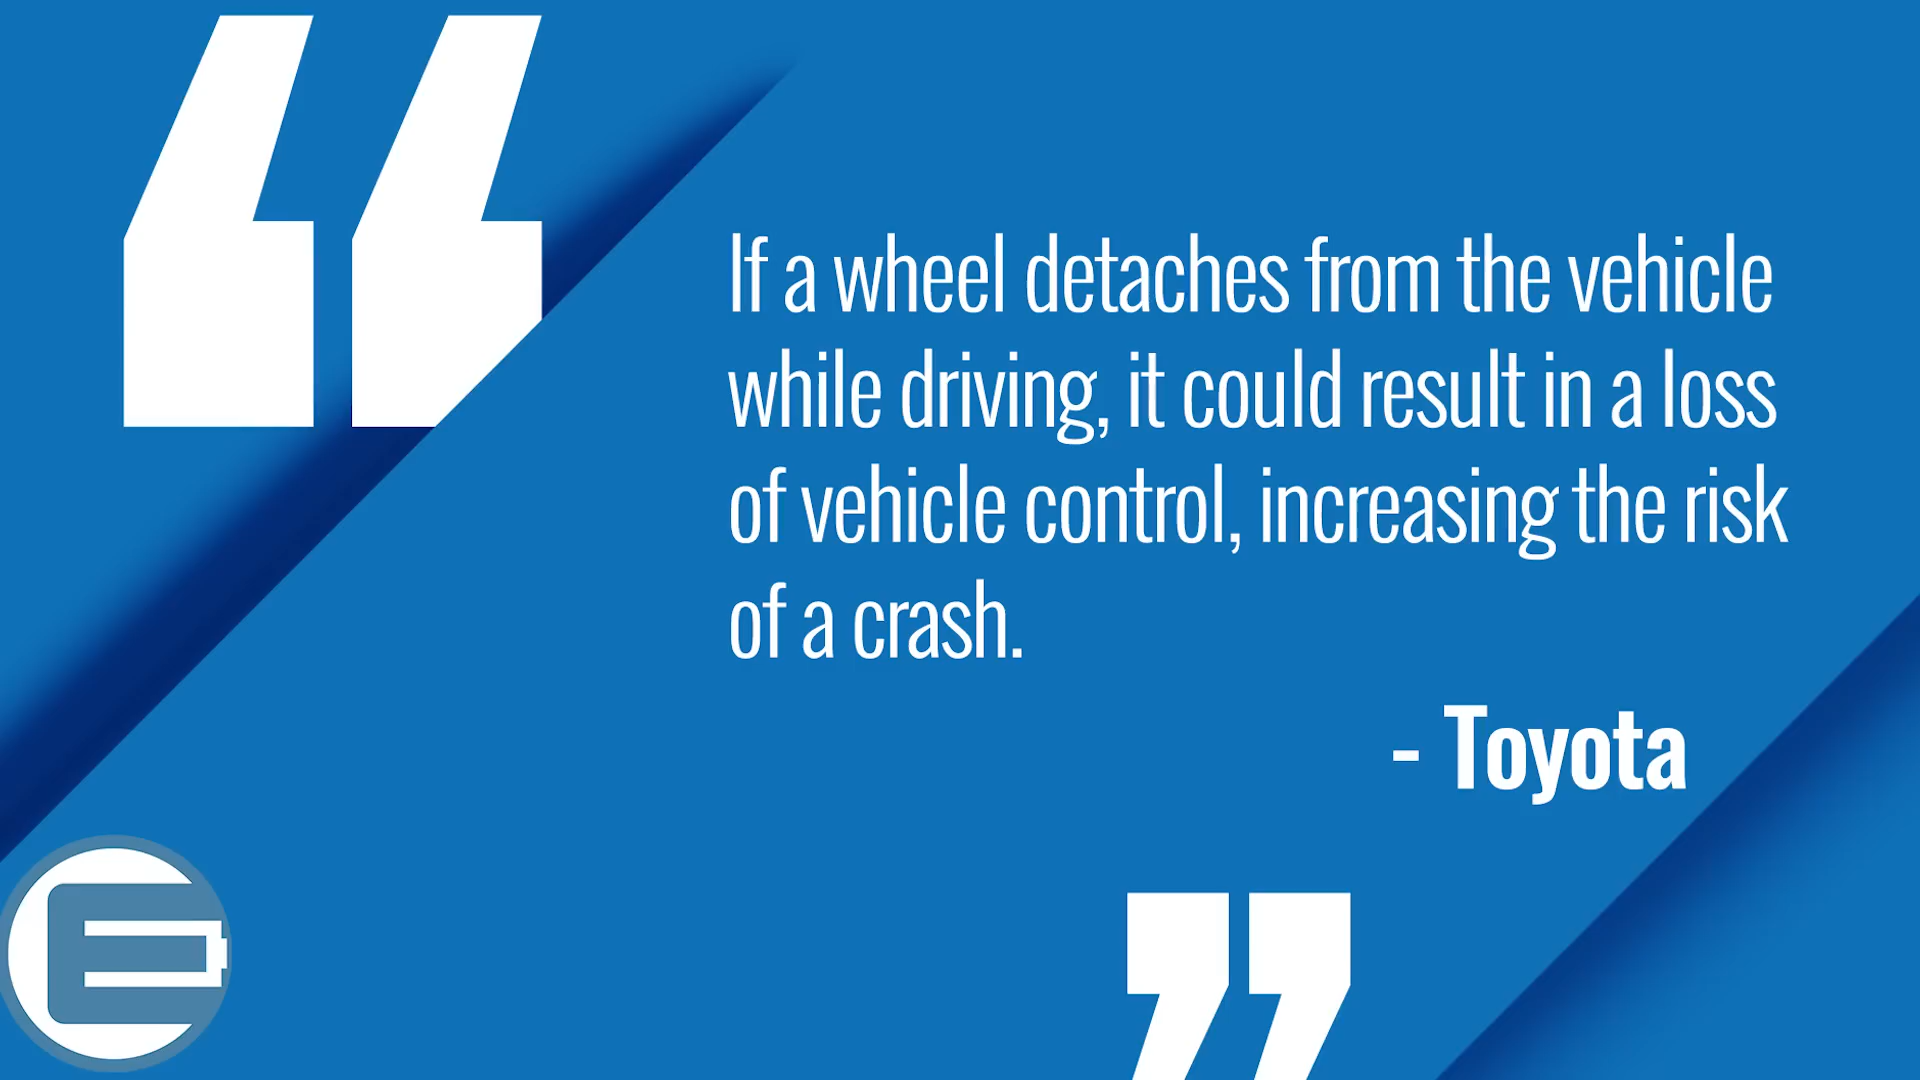 If a wheel detaches from the vehicle
while driving, it could result in a loss
of vehicle control, increasing the risk
of a crash.
- Toyota